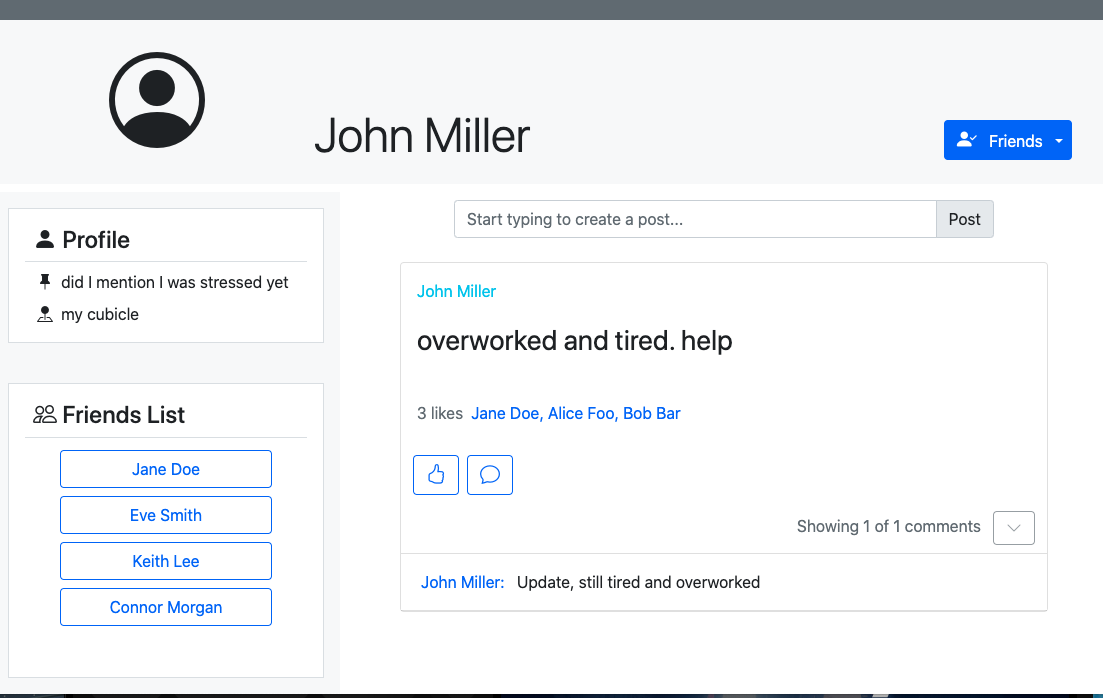 John Miller
Friends
Profile
did I mention I was stressed yet
my cubicle
Friends List
Jane Doe
Eve Smith
Keith Lee
Connor Morgan
Start typing to create a post...
Post
John Miller
overworked and tired. help
3 likes Jane Doe, Alice Foo, Bob Bar
Showing 1 of 1 comments
John Miller: Update, still tired and overworked